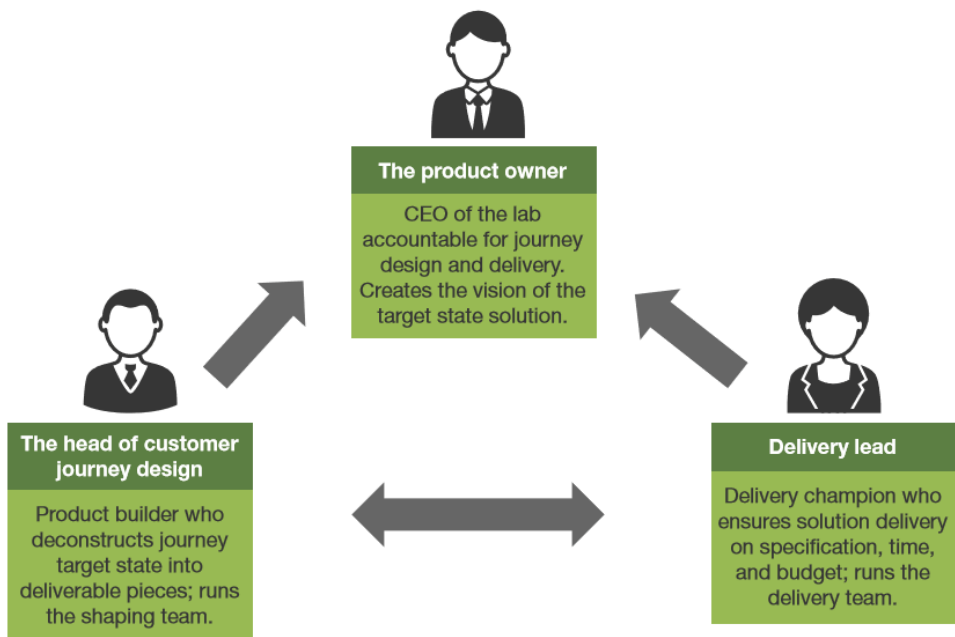 The product owner
CEO of the lab
accountable for journey
design and delivery.
Creates the vision of the
target state solution.
The head of customer
journey design
Product builder who
deconstructs journey
target state into
deliverable pieces; runs
the shaping team.
Delivery lead
Delivery champion who
ensures solution delivery
on specification, time,
and budget; runs the
delivery team.